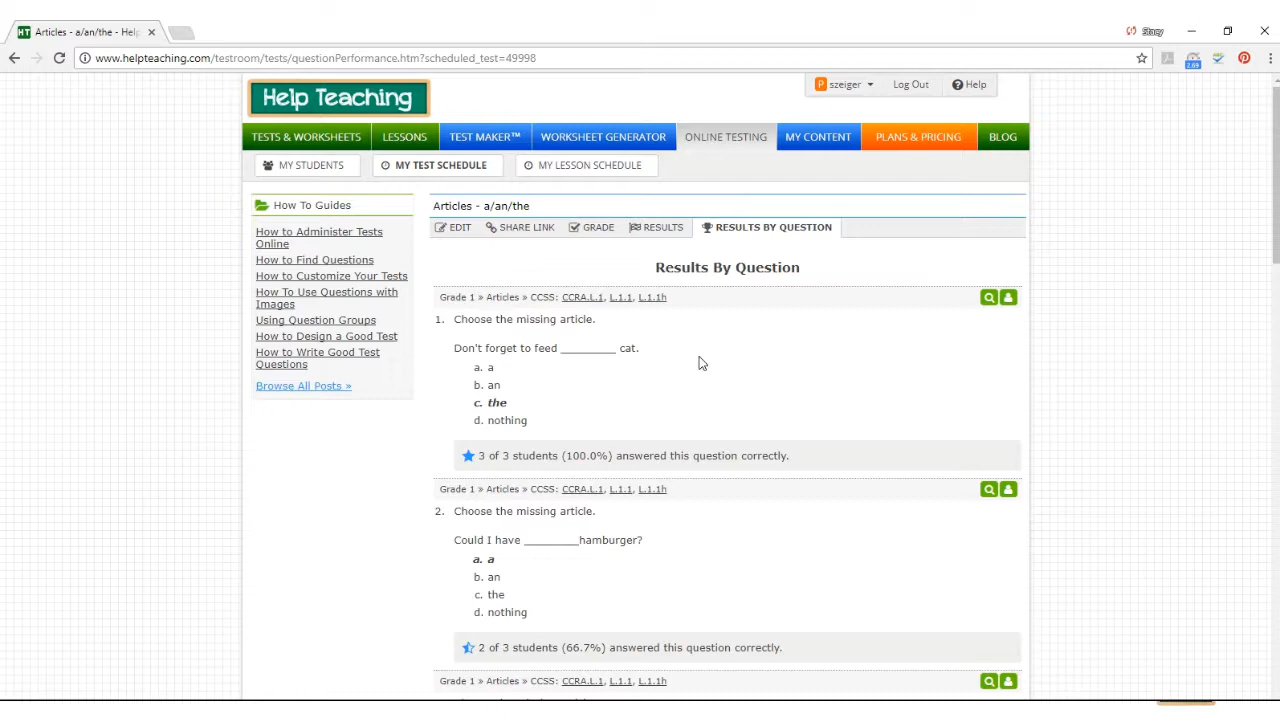 Articles - a/an/the - Help
Stacy
www.helpteaching.com/testroom/tests/questionPerformance.htm?scheduled_test=49998
2.69
Help Teaching
szeiger Log Out Help
TESTS & WORKSHEETS LESSONS TEST MAKER™ WORKSHEET GENERATOR ONLINE TESTING MY CONTENT PLANS & PRICING BLOG
MY STUDENTS MY TEST SCHEDULE MY LESSON SCHEDULE
How To Guides
How to Administer Tests
Online
How to Find Questions
How to Customize Your Tests
How To Use Questions with
Images
Using Question Groups
How to Design a Good Test
How to Write Good Test
Questions
Browse All Posts »
Articles - a/an/the
EDIT SHARE LINK GRADE RESULTS RESULTS BY QUESTION
Results By Question
Grade 1 » Articles » CCSS: CCRA.L.1, L.1.1, L.1.1h
1. Choose the missing article.
Don't forget to feed _________ cat.
a. a
b. an
c. the
d. nothing
3 of 3 students (100.0%) answered this question correctly.
Grade 1 » Articles » CCSS: CCRA.L.1, L.1.1, L.1.1h
2. Choose the missing article.
Could I have _________hamburger?
a. a
b. an
c. the
d. nothing
2 of 3 students (66.7%) answered this question correctly.
Grade 1 » Articles » CCSS: CCRA.L.1, L.1.1, L.1.1h